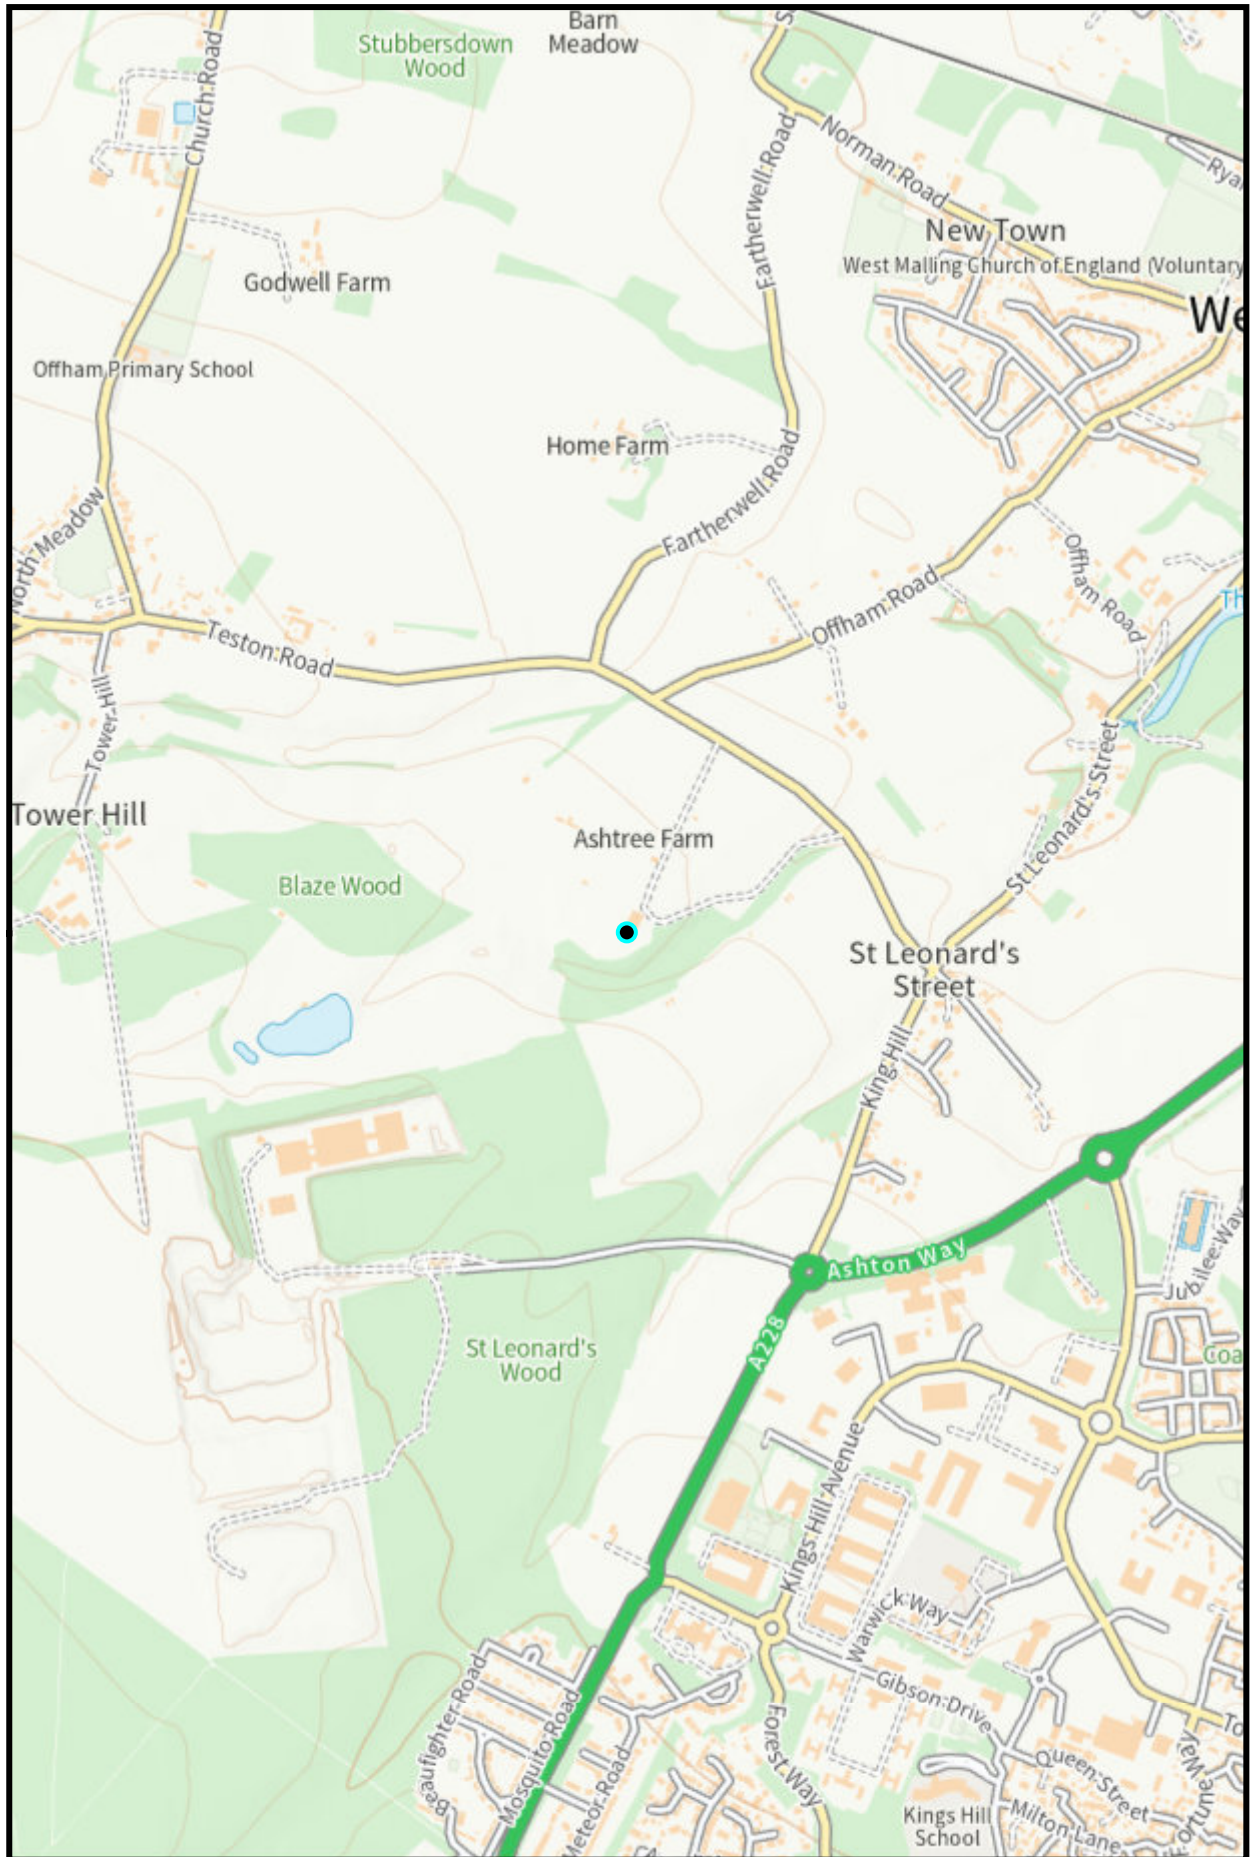 Barn
Meadow
Stubbersdown
Wood
Church Road
Norman Road
Fartherwell Road
New Town
West Malling Church of England (Voluntary
Godwell Farm
We
Offham Primary School
Home Farm
Fartherwell Road
North Meadow
Offham Road
Offham Road
Th
Teston Road
Tower Hill
Tower Hill
St Leonard's Street
Ashtree Farm
Blaze Wood
St Leonard's
Street
King Hill
Ashton Way
Jubilee Way
A228
St Leonard's
Wood
Coa
Kings Hill Avenue
Warwick Way
Gibson Drive
Beaufighter Road
Mosquito Road
Meteor Road
Forest Way
To
Queen Street
Fortune Way
Kings Hill
School
Milton Lane